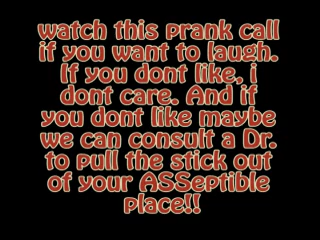 watch this prank call
if you want to laugh.
If you dont like, i
dont care. And if
you dont like maybe
we can consult a Dr.
to pull the stick out
of your ASSeptible
place!!